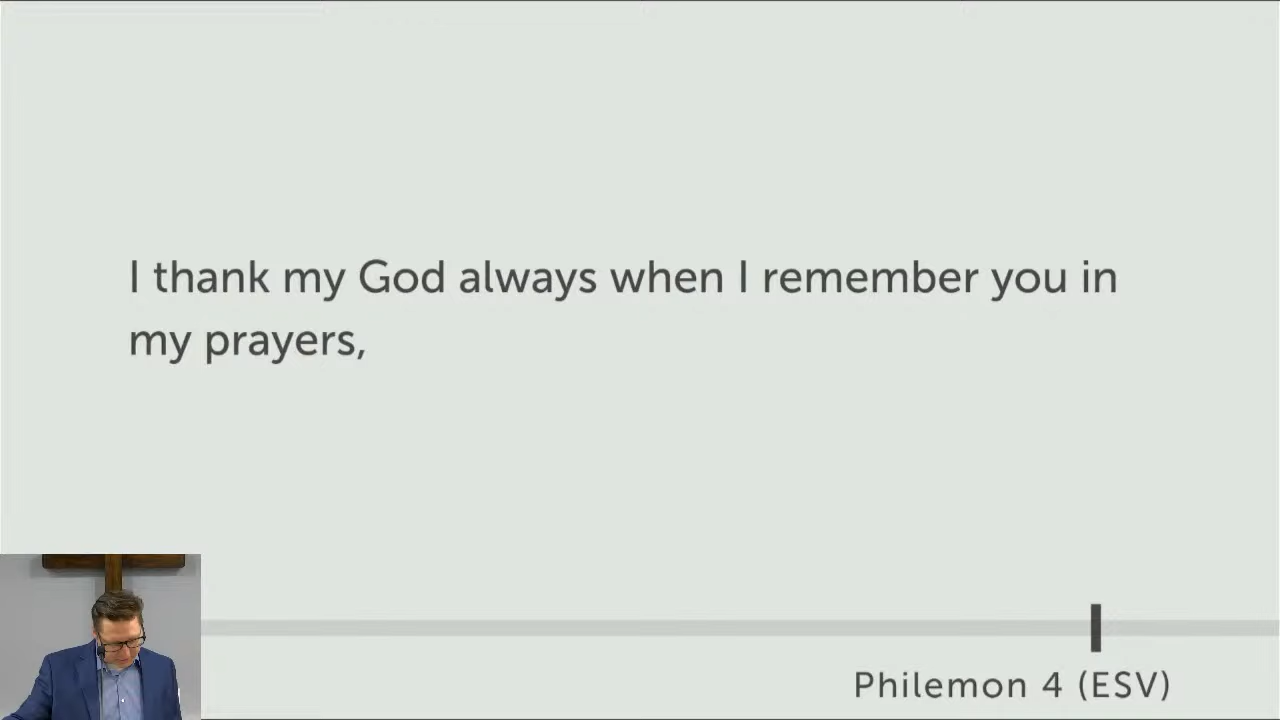 I thank my God always when I remember you in
my prayers,
Philemon 4 (ESV)